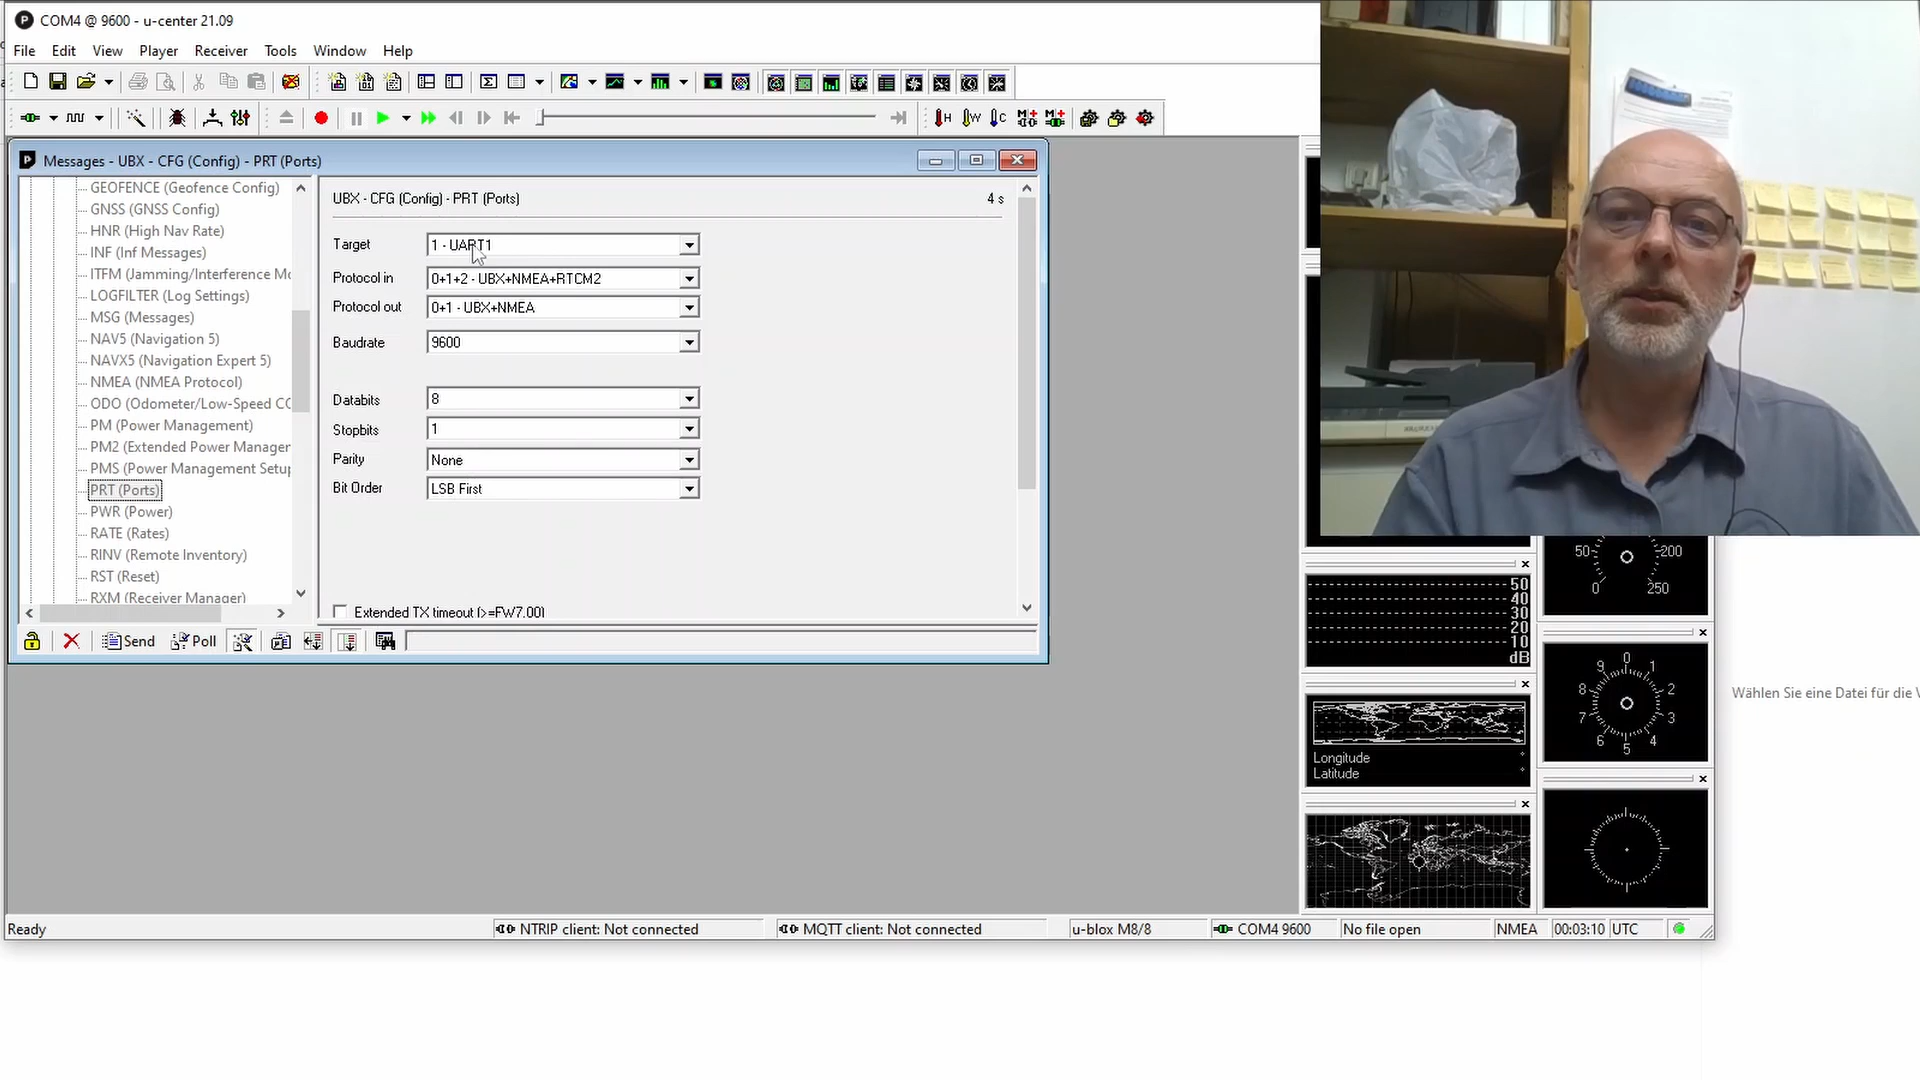 COM4 @ 9600 - u-center 21.09
File Edit View Player Receiver Tools Window Help
Messages - UBX - CFG (Config) - PRT (Ports)
GEOFENCE (Geofence Config)
GNSS (GNSS Config)
HNR (High Nav Rate)
INF (Inf Messages)
ITFM (Jamming/Interference Mo
LOGFILTER (Log Settings)
MSG (Messages)
NAV5 (Navigation 5)
NAVX5 (Navigation Expert 5)
NMEA (NMEA Protocol)
ODO (Odometer/Low-Speed CO
PM (Power Management)
PM2 (Extended Power Manager
PMS (Power Management Setup
PRT (Ports)
PWR (Power)
RATE (Rates)
RINV (Remote Inventory)
RST (Reset)
RXM (Receiver Manager)
UBX - CFG (Config) - PRT (Ports) 4 s
Target 1 - UART1
Protocol in 0+1+2 - UBX+NMEA+RTCM2
Protocol out 0+1 - UBX+NMEA
Baudrate 9600
Databits 8
Stopbits 1
Parity None
Bit Order LSB First
Extended TX timeout (>=FW7.00)
Send Poll
50 200
0 250
50
40
30
20
10
dB
0 1 2 3 4 5 6 7 8 9
Longitude
Latitude
Wählen Sie eine Datei für die V
Ready NTRIP client: Not connected MQTT client: Not connected u-blox M8/8 COM4 9600 No file open NMEA 00:03:10 UTC